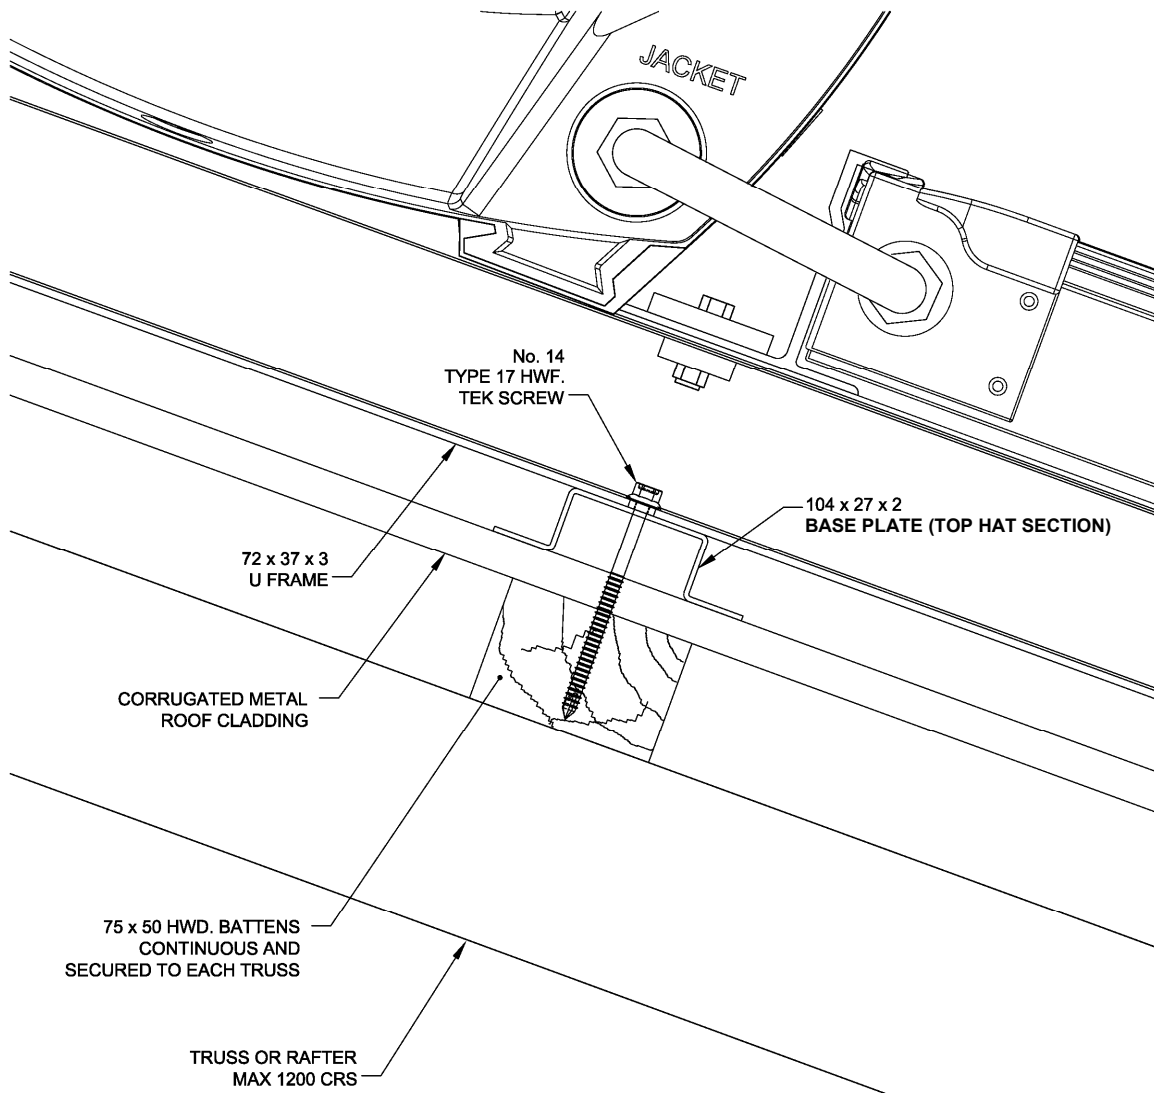 JACKET
No. 14
TYPE 17 HWF.
TEK SCREW
104 x 27 x 2
BASE PLATE (TOP HAT SECTION)
72 x 37 x 3
U FRAME
CORRUGATED METAL
ROOF CLADDING
75 x 50 HWD. BATTENS
CONTINUOUS AND
SECURED TO EACH TRUSS
TRUSS OR RAFTER
MAX 1200 CRS